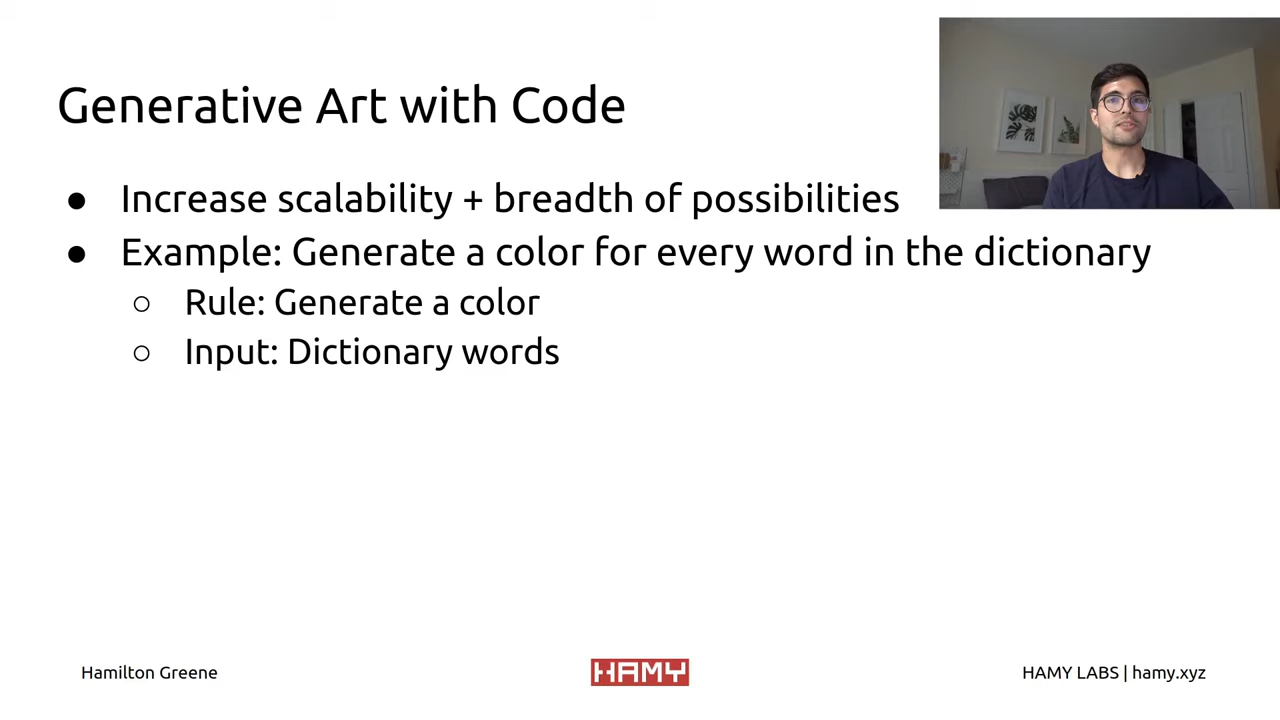 Generative Art with Code
● Increase scalability + breadth of possibilities
● Example: Generate a color for every word in the dictionary
○ Rule: Generate a color
○ Input: Dictionary words
Hamilton Greene
HAMY
HAMY LABS | hamy.xyz